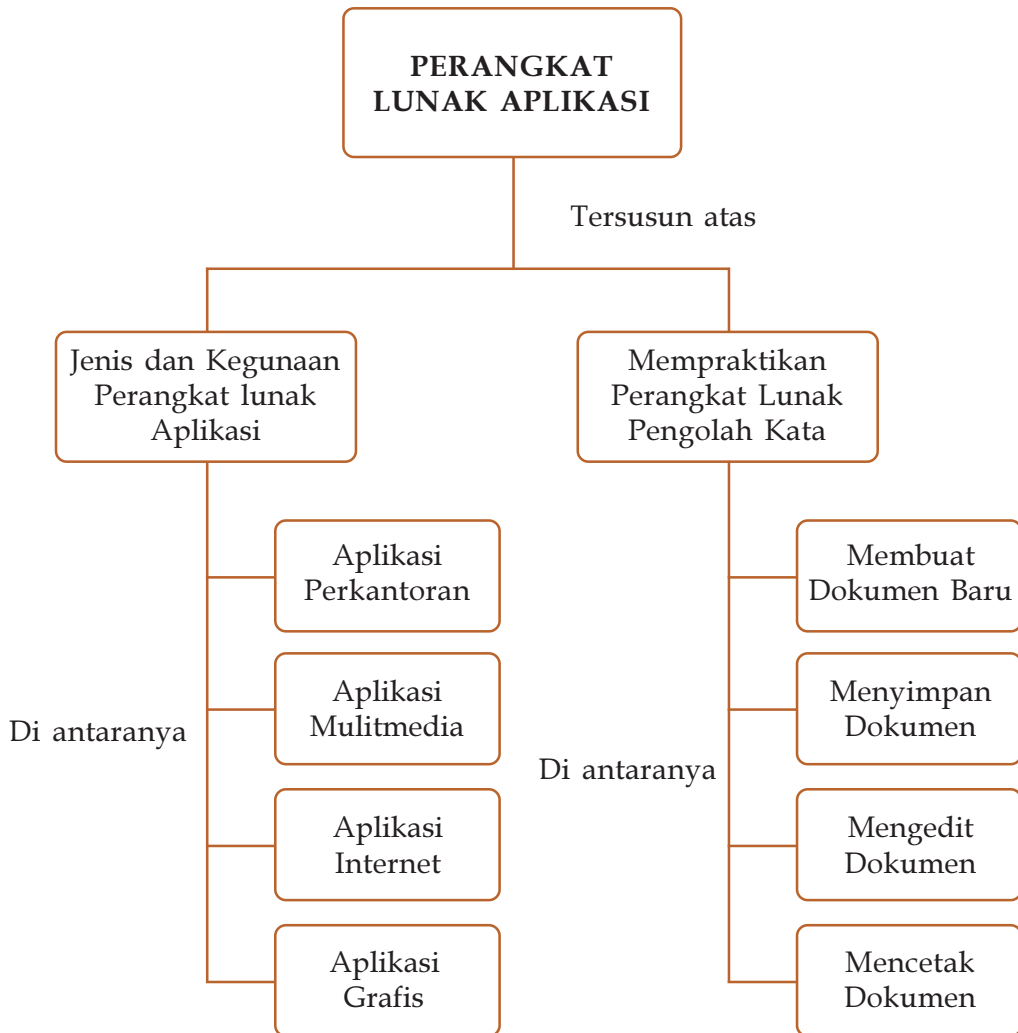 PERANGKAT
LUNAK APLIKASI
Tersusun atas
Jenis dan Kegunaan
Perangkat lunak
Aplikasi
Mempraktikan
Perangkat Lunak
Pengolah Kata
Di antaranya
Aplikasi
Perkantoran
Aplikasi
Mulitmedia
Aplikasi
Internet
Aplikasi
Grafis
Di antaranya
Membuat
Dokumen Baru
Menyimpan
Dokumen
Mengedit
Dokumen
Mencetak
Dokumen